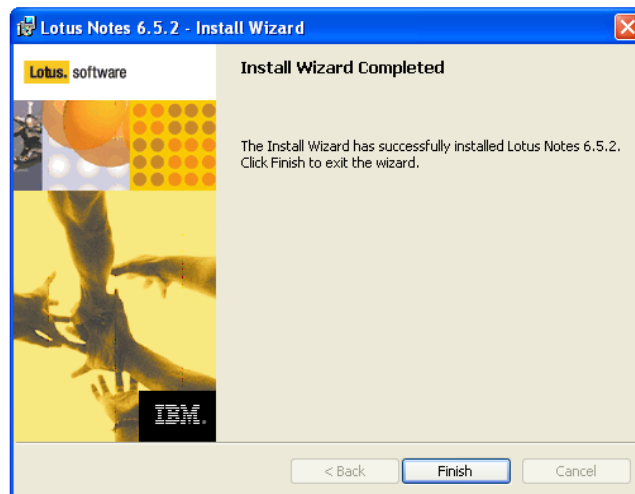 Lotus Notes 6.5.2 - Install Wizard
Lotus. software
Install Wizard Completed
The Install Wizard has successfully installed Lotus Notes 6.5.2.
Click Finish to exit the wizard.
IBM.
< Back
Finish
Cancel